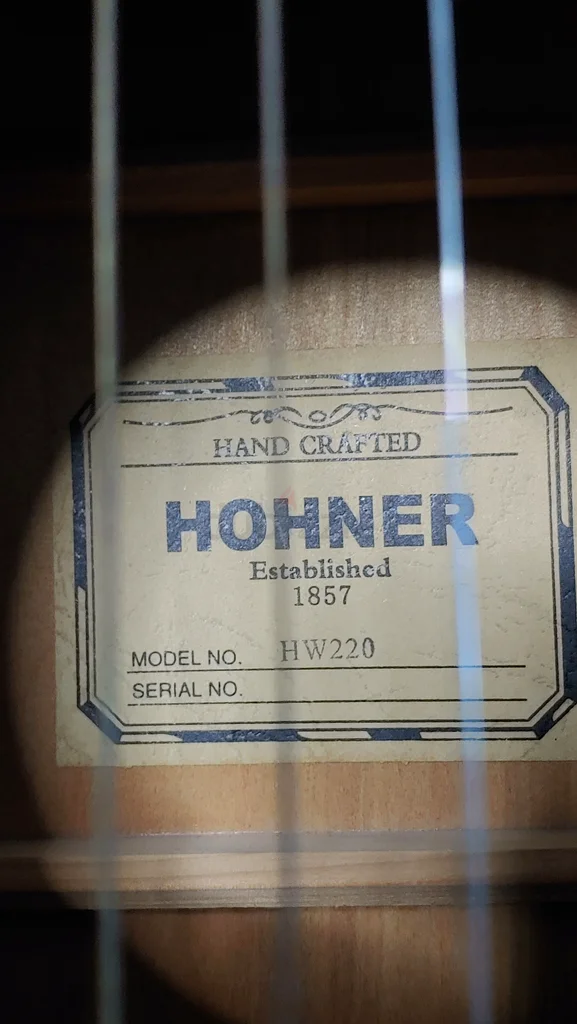 HAND CRAFTED
HOHNER
Established
1857
MODEL NO. HW220
SERIAL NO.